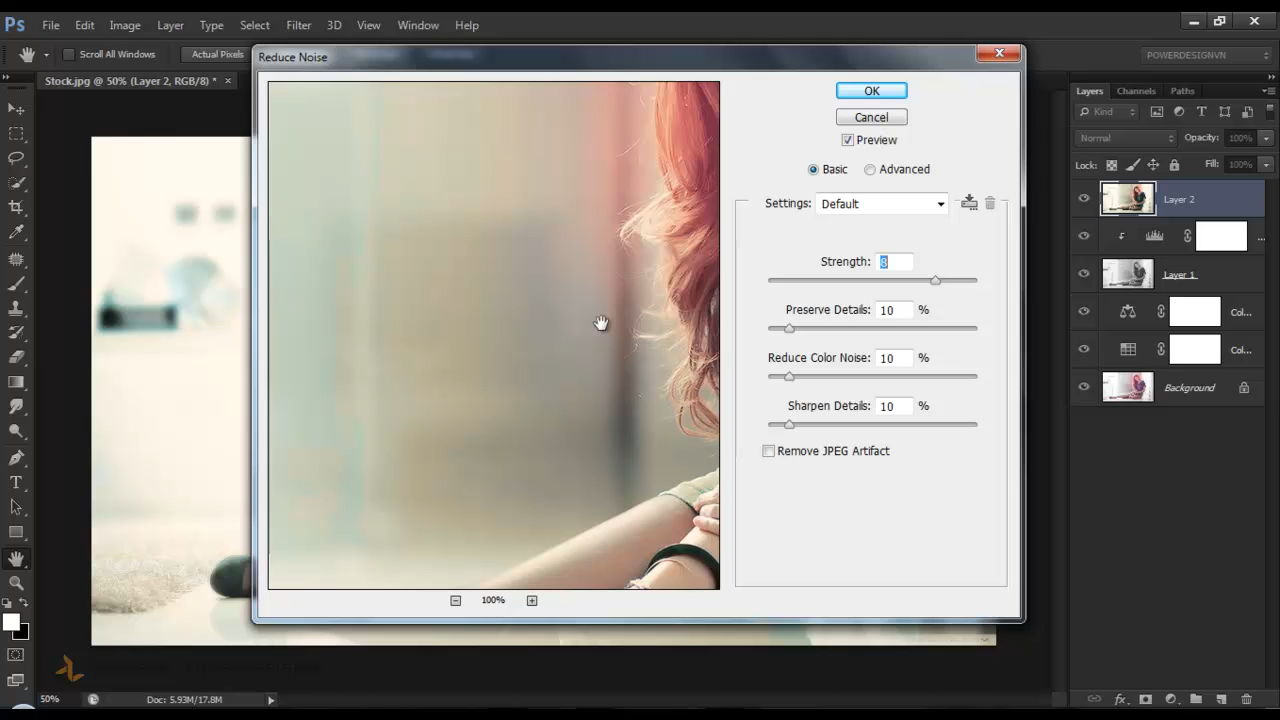 Ps File Edit Image Layer Type Select Filter 3D View Window Help
Scroll All Windows Actual Pixels POWERDESIGNVN
Stock.jpg @ 50% (Layer 2, RGB/8) *
Reduce Noise
OK
Cancel
Preview
Basic Advanced
Settings: Default
Strength: 8
Preserve Details: 10 %
Reduce Color Noise: 10 %
Sharpen Details: 10 %
Remove JPEG Artifact
100%
Layers Channels Paths
Kind
Normal Opacity: 100%
Lock: Fill: 100%
Layer 2
...
Layer 1
Col...
Col...
Background
50% Doc: 5.93M/17.8M